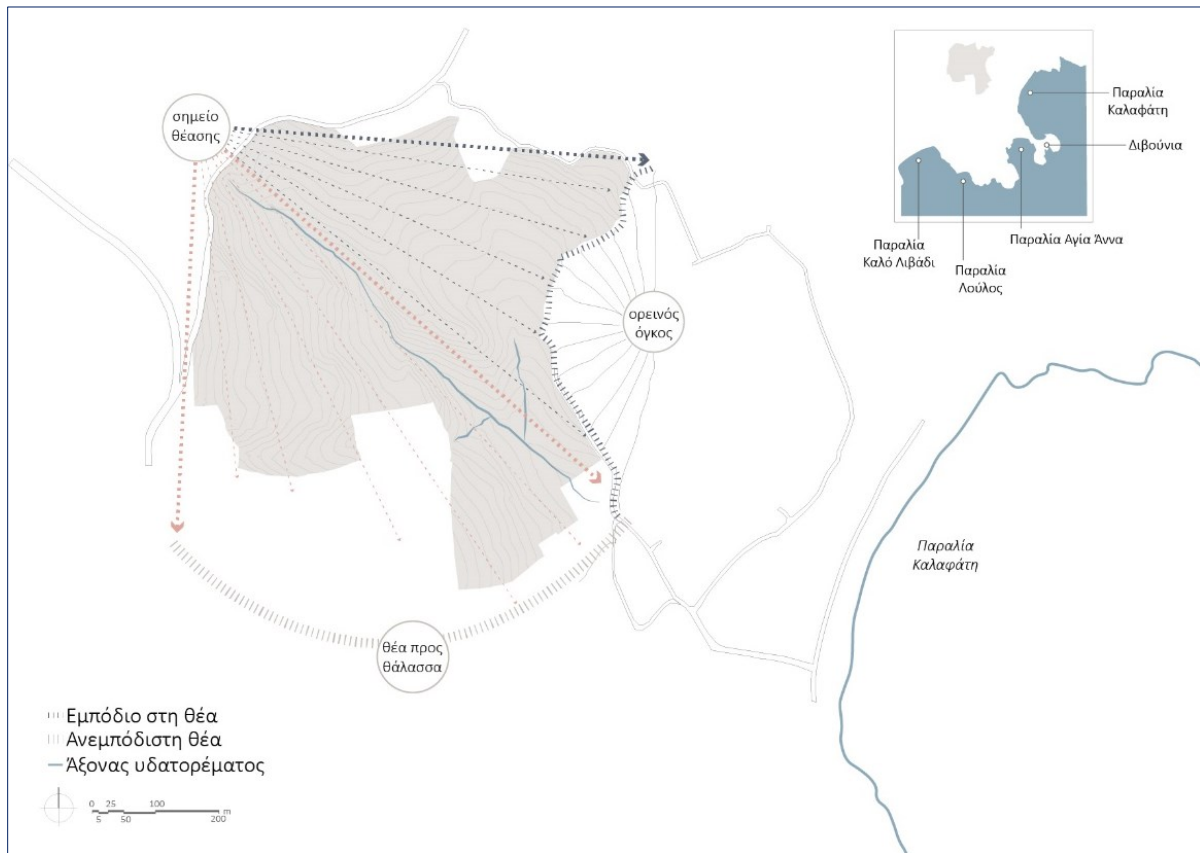 σημείο
θέασης
Παραλία
Καλαφάτη
Διβούνια
Παραλία Αγία Άννα
Παραλία
Καλό Λιβάδι
Παραλία
Λούλος
ορεινός
όγκος
Παραλία
Καλαφάτη
θέα προς
θάλασσα
Εμπόδιο στη θέα
Ανεμπόδιστη θέα
Άξονας υδατορέματος
0 25 100 m
5 50 200